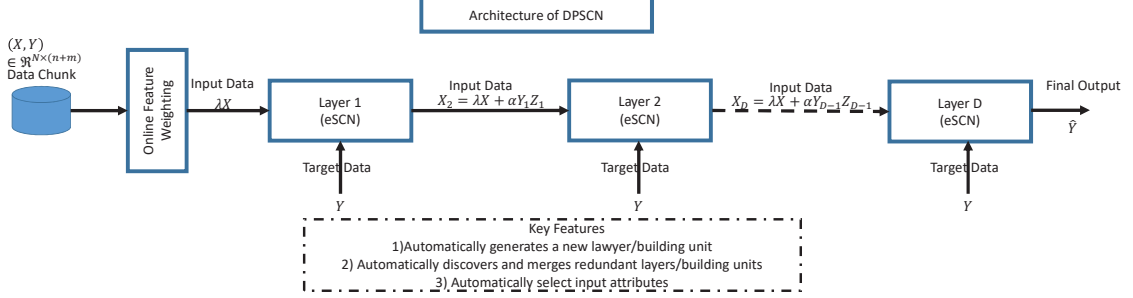 Architecture of DPSCN
(X, Y)
∈ ℜ^{N×(n+m)}
Data Chunk
Online Feature
Weighting
Input Data
λX
Layer 1
(eSCN)
Input Data
X_2 = λX + αY_1Z_1
Layer 2
(eSCN)
Input Data
X_D = λX + αY_{D−1}Z_{D−1}
Layer D
(eSCN)
Final Output
Ŷ
Target Data
Y
Target Data
Y
Target Data
Y
Key Features
1)Automatically generates a new lawyer/building unit
2) Automatically discovers and merges redundant layers/building units
3) Automatically select input attributes